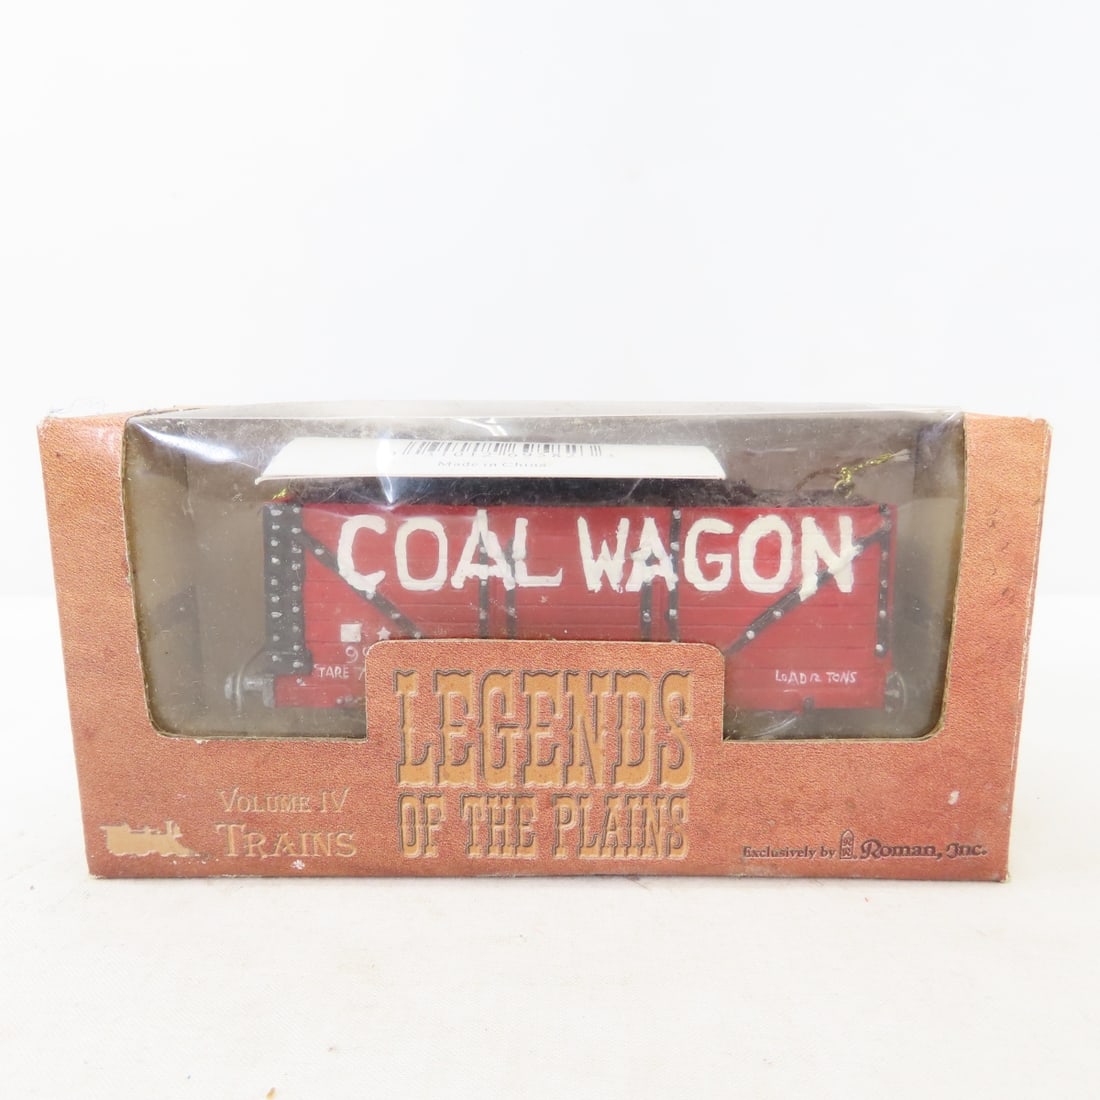 Made in China
COAL WAGON
TARE
LOAD 12 TONS
LEGENDS
OF THE PLAINS
VOLUME IV
TRAINS
Exclusively by Roman, Inc.